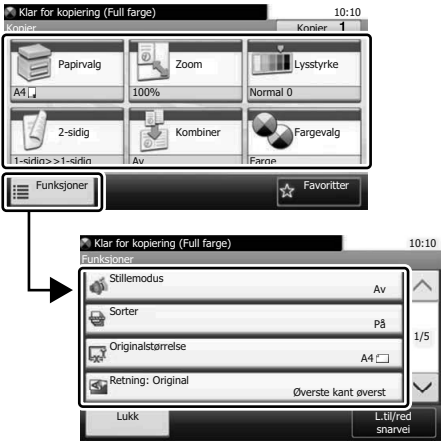 Klar for kopiering (Full farge) 10:10
Kopier Kopier 1
Papirvalg Zoom Lysstyrke
A4 100% Normal 0
2-sidig Kombiner Fargevalg
1-sidig>>1-sidig Av Farge
Funksjoner Favoritter
Klar for kopiering (Full farge) 10:10
Funksjoner
Stillemodus
Av
Sorter
På
1/5
Originalstørrelse
A4
Retning: Original
Øverste kant øverst
Lukk L.til/red
snarvei